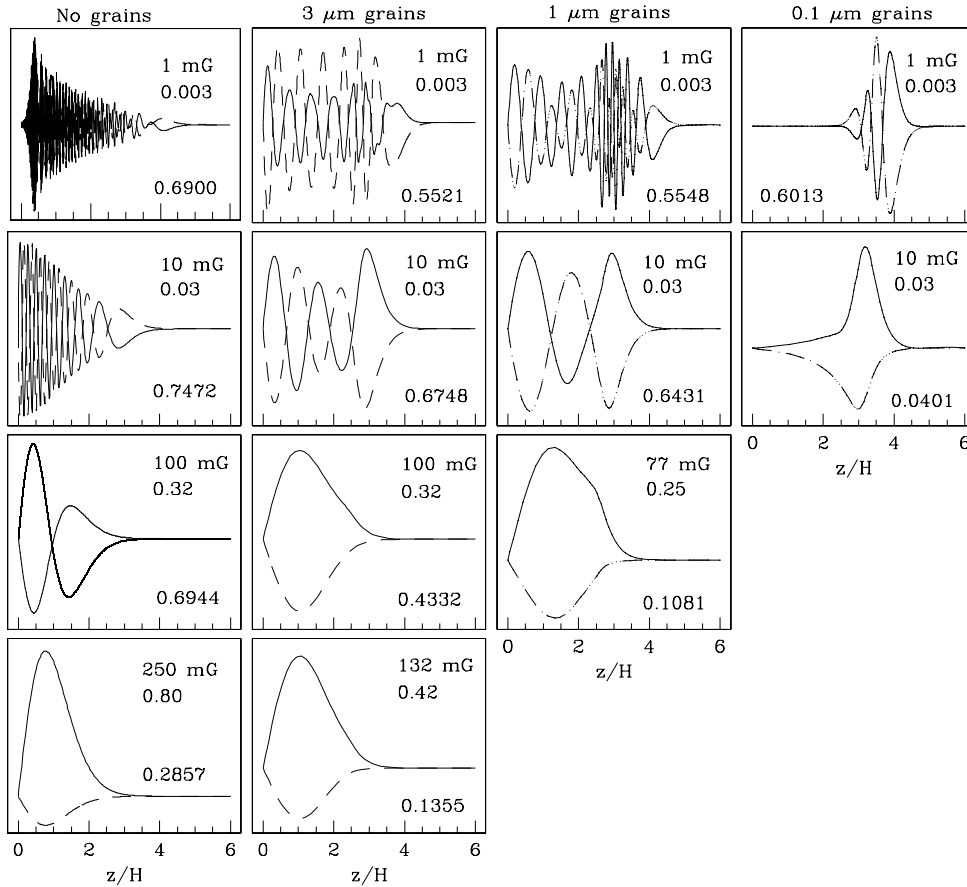 No grains
3 μm grains
1 μm grains
0.1 μm grains
1 mG
0.003
0.6900
1 mG
0.003
0.5521
1 mG
0.003
0.5548
1 mG
0.003
0.6013
10 mG
0.03
0.7472
10 mG
0.03
0.6748
10 mG
0.03
0.6431
10 mG
0.03
0.0401
0 2 4 6
z/H
100 mG
0.32
0.6944
100 mG
0.32
0.4332
77 mG
0.25
0.1081
0 2 4 6
z/H
250 mG
0.80
0.2857
0 2 4 6
z/H
132 mG
0.42
0.1355
0 2 4 6
z/H